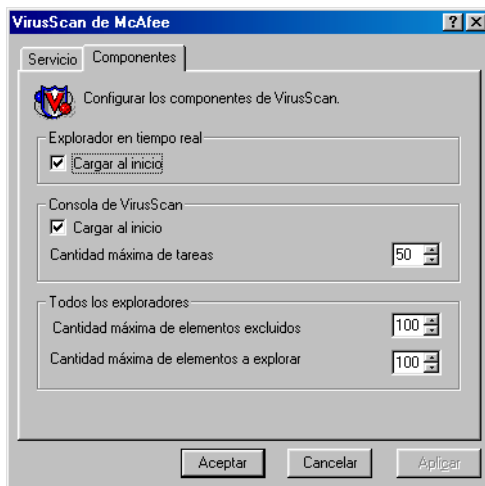 VirusScan de McAfee
Servicio
Componentes
Configurar los componentes de VirusScan.
Explorador en tiempo real
Cargar al inicio
Consola de VirusScan
Cargar al inicio
Cantidad máxima de tareas 50
Todos los exploradores
Cantidad máxima de elementos excluidos 100
Cantidad máxima de elementos a explorar 100
Aceptar Cancelar Aplicar